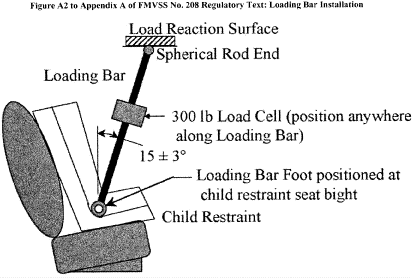 Figure A2 to Appendix A of FMVSS No. 208 Regulatory Text: Loading Bar Installation
Load Reaction Surface
Spherical Rod End
Loading Bar
300 lb Load Cell (position anywhere
along Loading Bar)
15 ± 3°
Loading Bar Foot positioned at
child restraint seat bight
Child Restraint